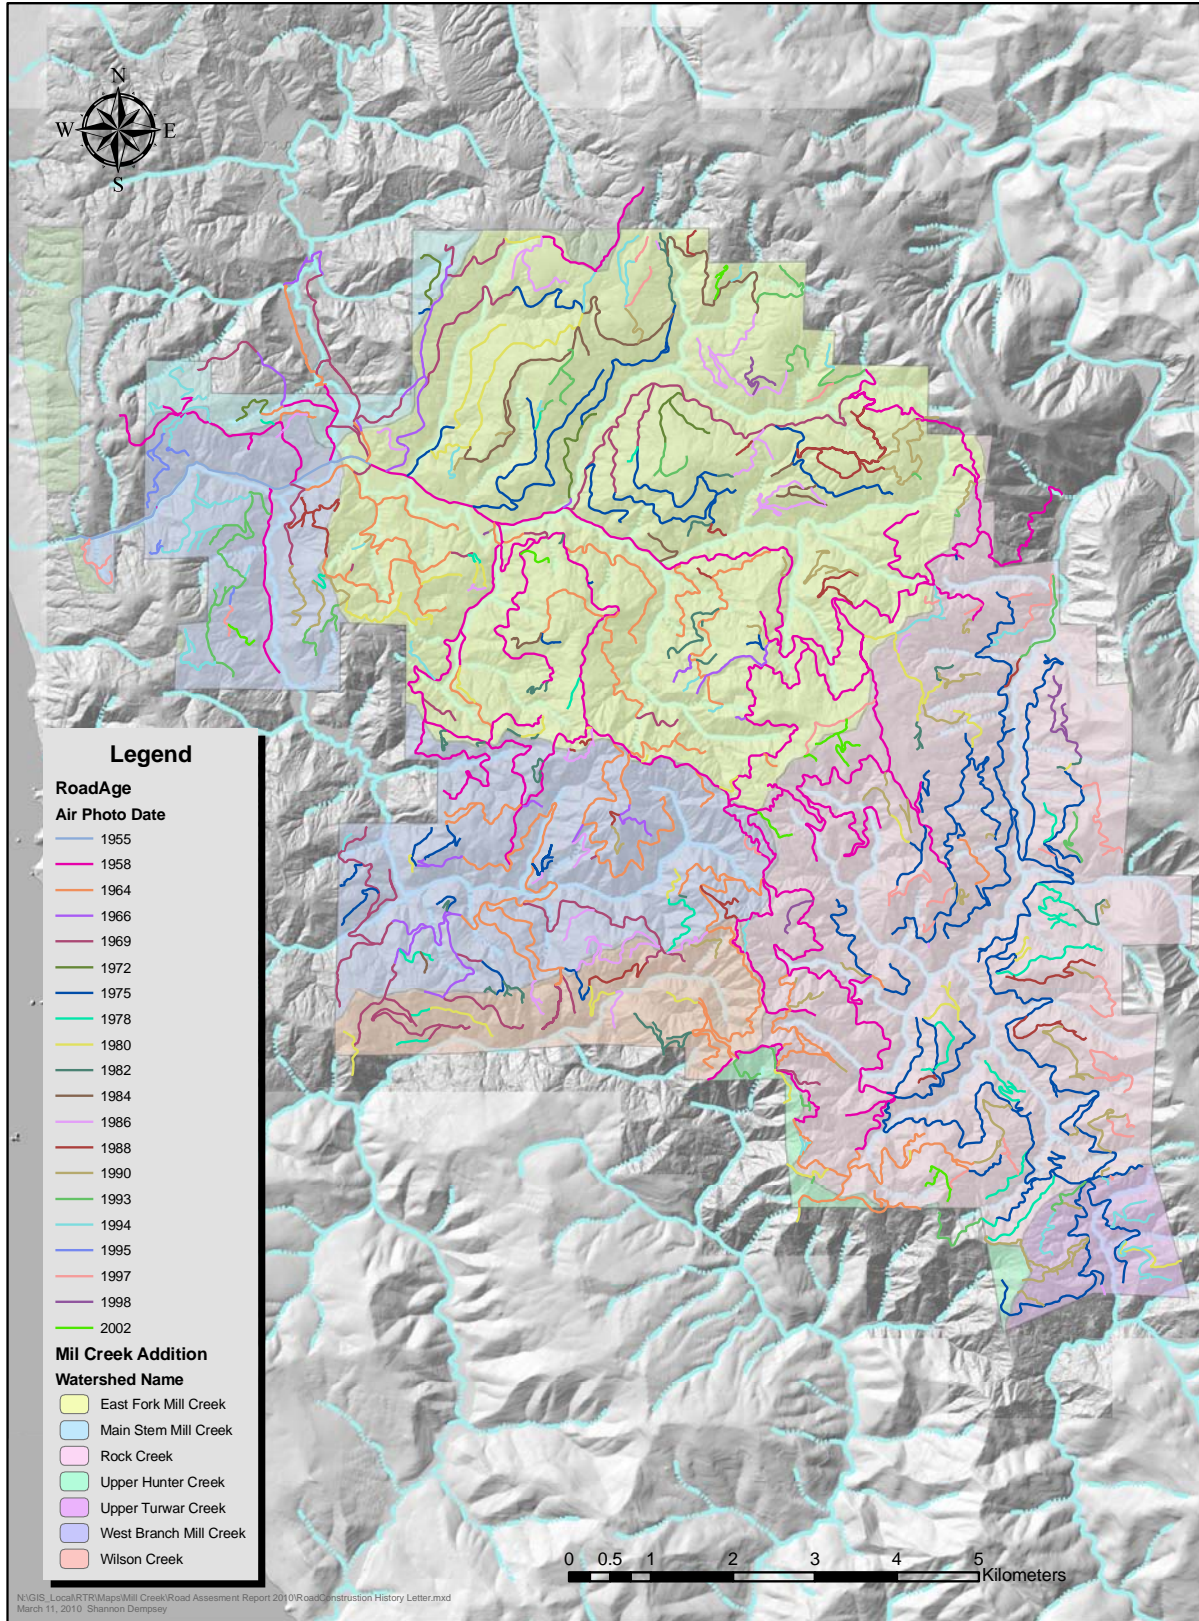 N
W
E
S
Legend
RoadAge
Air Photo Date
1955
1958
1964
1966
1969
1972
1975
1978
1980
1982
1984
1986
1988
1990
1993
1994
1995
1997
1998
2002
Mil Creek Addition
Watershed Name
East Fork Mill Creek
Main Stem Mill Creek
Rock Creek
Upper Hunter Creek
Upper Turwar Creek
West Branch Mill Creek
Wilson Creek
0 0.5 1 2 3 4 5
Kilometers
N:\GIS_Local\RTR\Maps\Mill Creek\Road Assesment Report 2010\RoadConstrustion History Letter.mxd
March 11, 2010 Shannon Dempsey